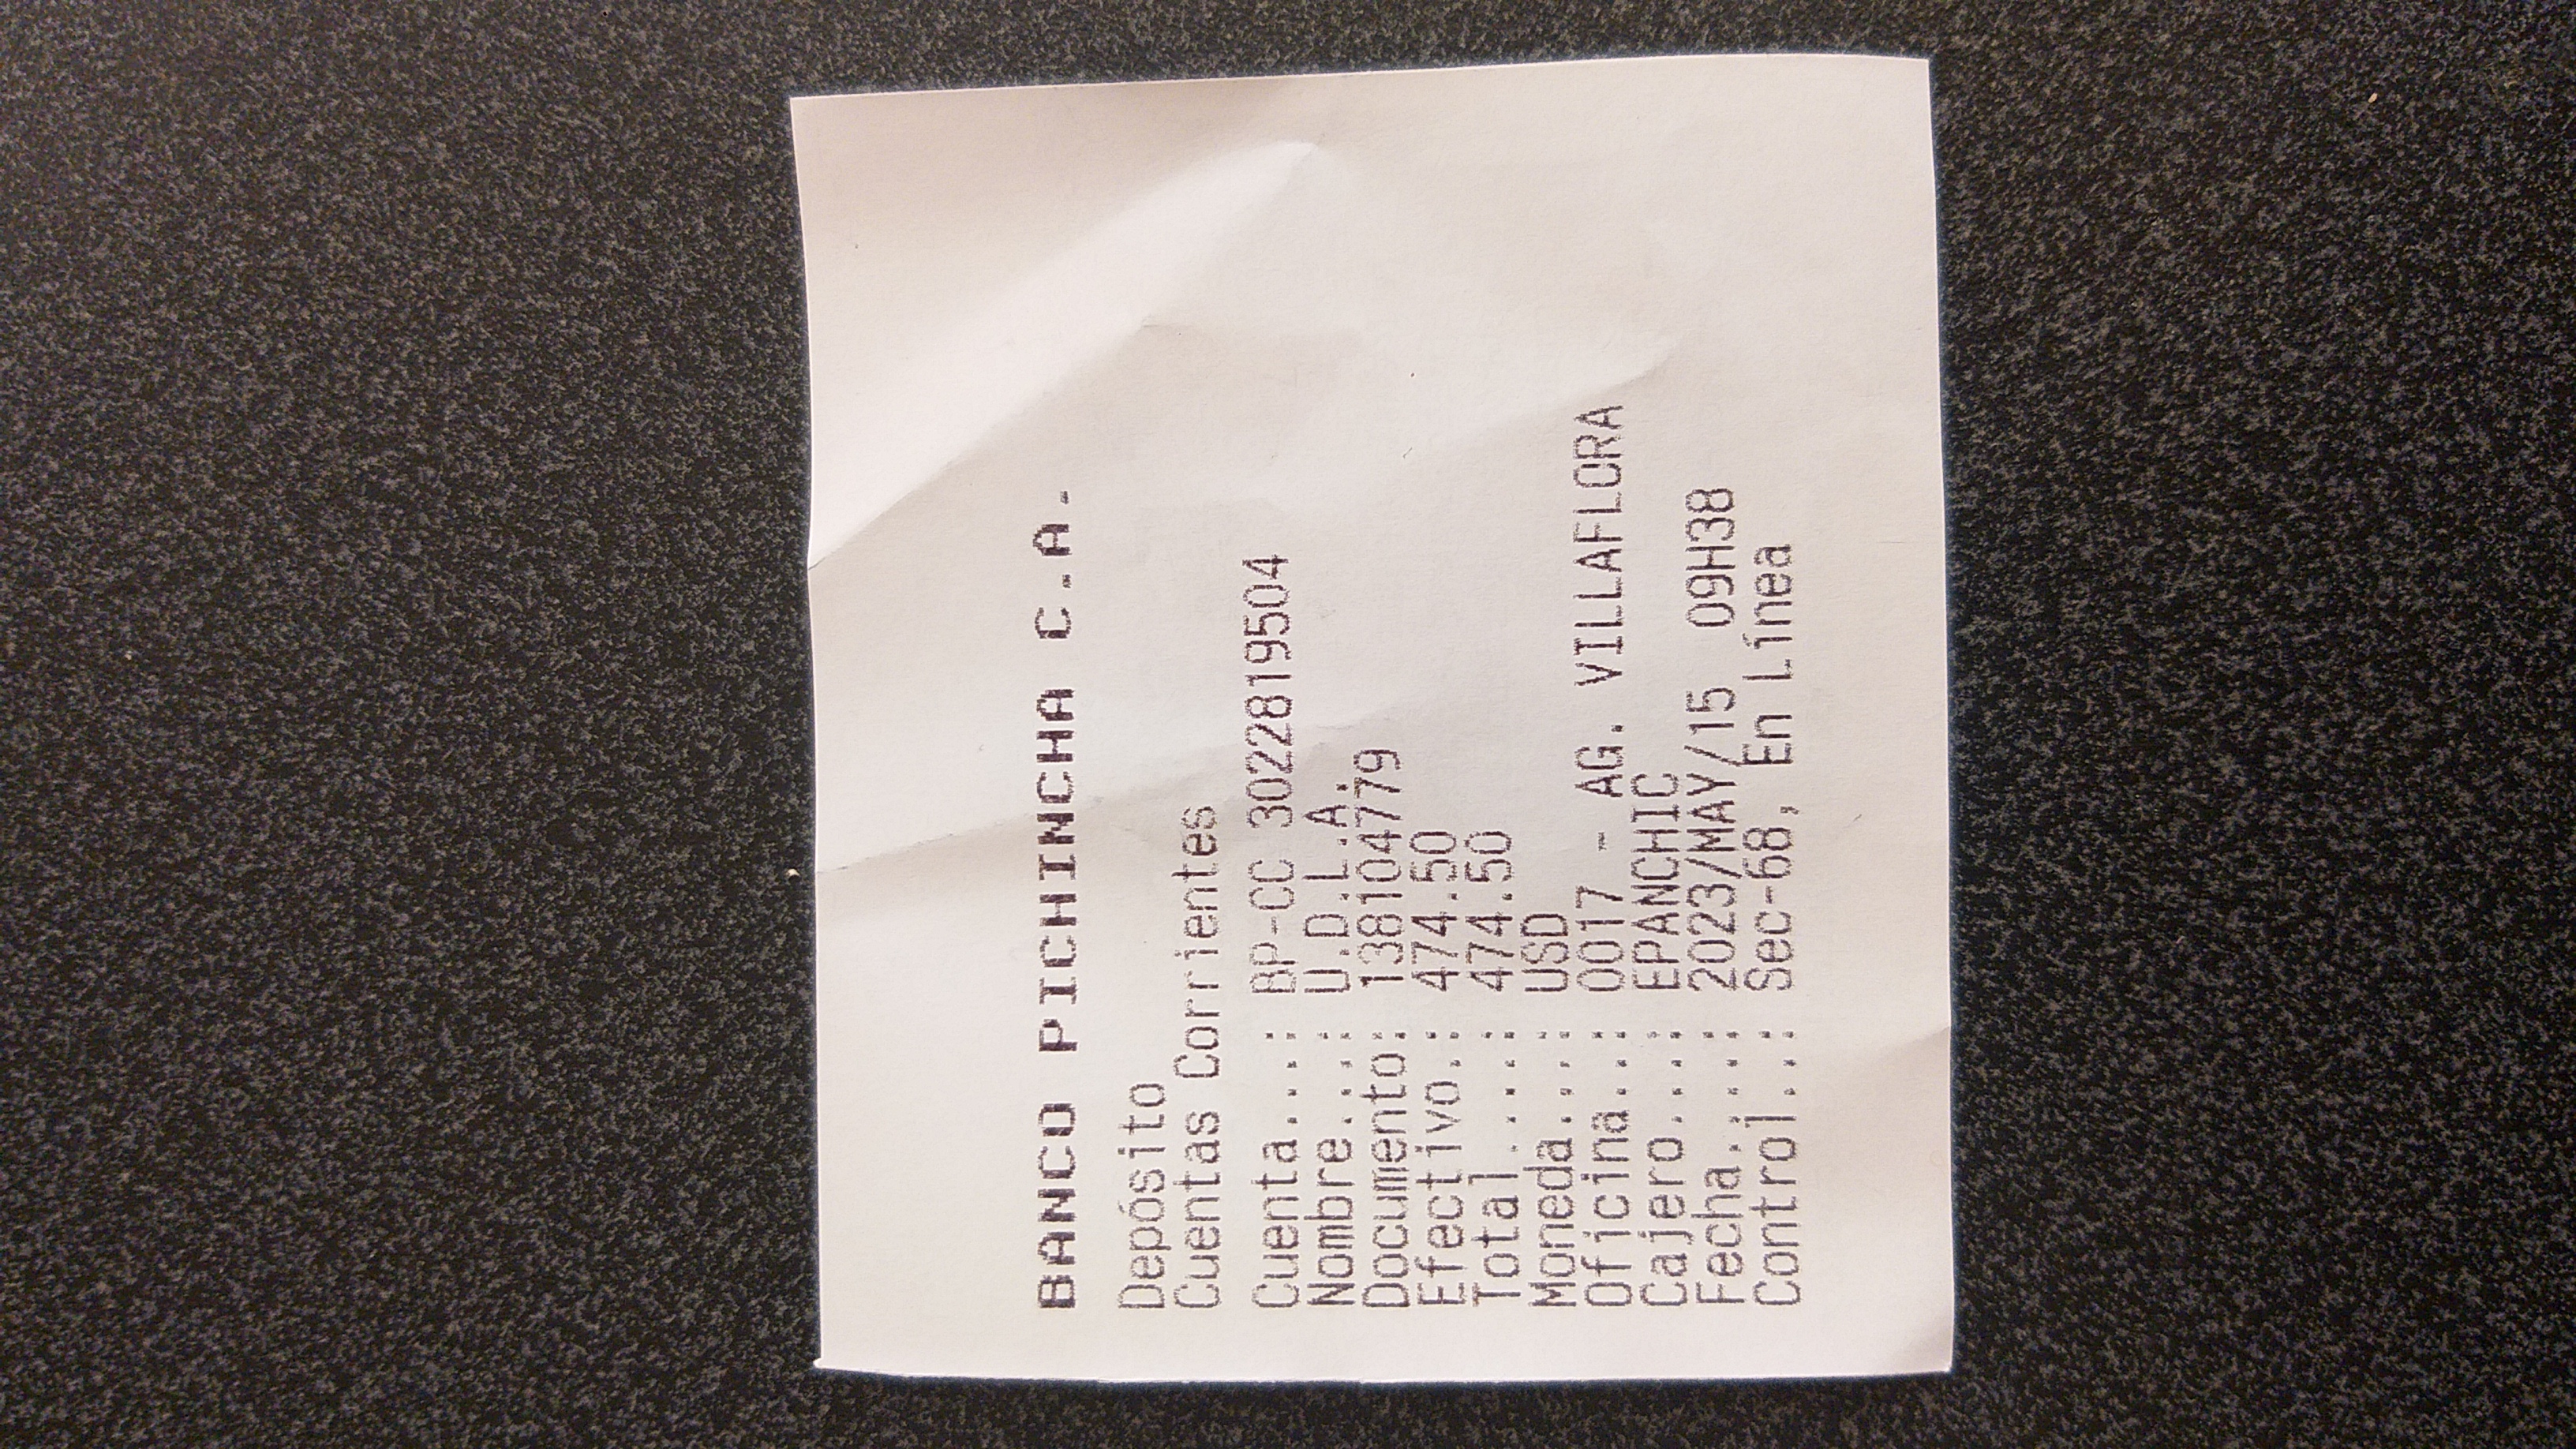 BANCO PICHINCHA C.A.
Depósito
Cuentas Corrientes
Cuenta....: BP-CC 3022819504
Nombre....: U.D.L.A.
Documento.: 1381104779
Efectivo..: 474.50
Total.....: 474.50
Moneda....: USD
Oficina...: 0017 - AG. VILLAFLORA
Cajero....: EPANCHIC
Fecha.....: 2023/MAY/15 09H38
Control...: Sec-68, En Línea